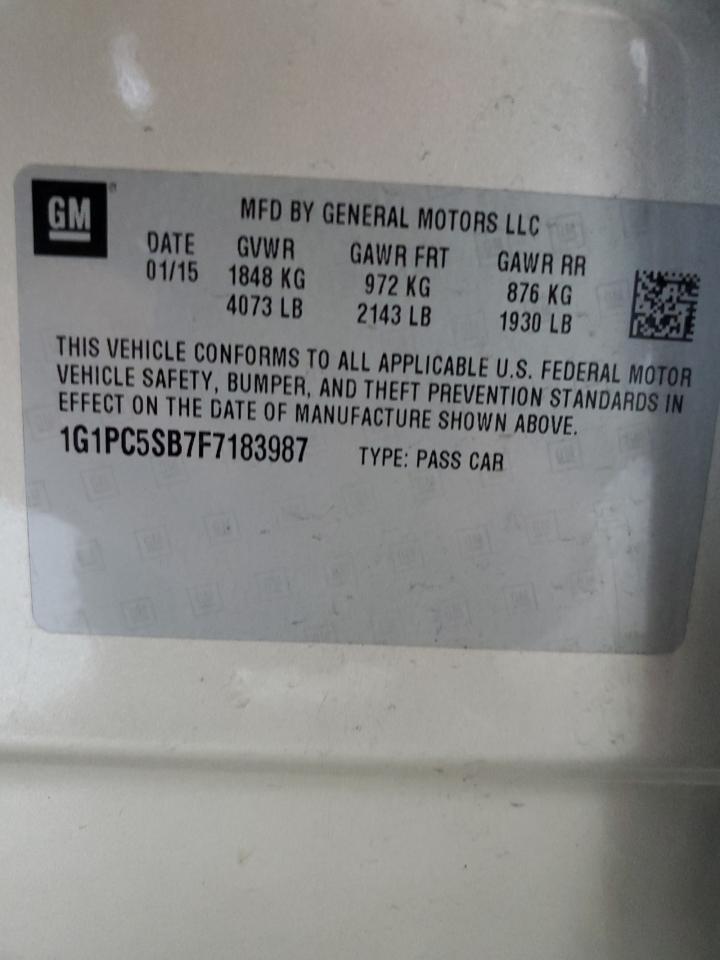 GM
MFD BY GENERAL MOTORS LLC
DATE GVWR GAWR FRT GAWR RR
01/15 1848 KG 972 KG 876 KG
4073 LB 2143 LB 1930 LB
THIS VEHICLE CONFORMS TO ALL APPLICABLE U.S. FEDERAL MOTOR
VEHICLE SAFETY, BUMPER, AND THEFT PREVENTION STANDARDS IN
EFFECT ON THE DATE OF MANUFACTURE SHOWN ABOVE.
1G1PC5SB7F7183987 TYPE: PASS CAR